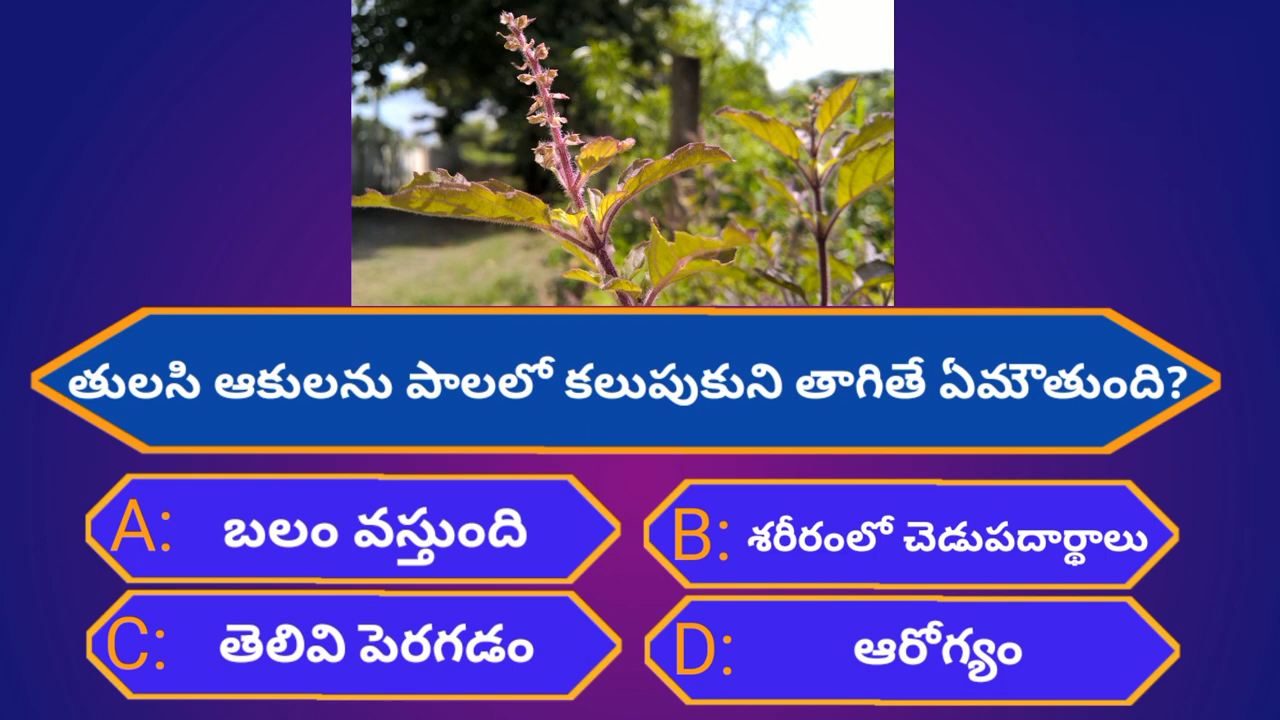 తులసి ఆకులను పాలలో కలుపుకుని తాగితే ఏమౌతుంది?
A: బలం వస్తుంది
B: శరీరంలో చెడుపదార్థాలు
C: తెలివి పెరగడం
D: ఆరోగ్యం